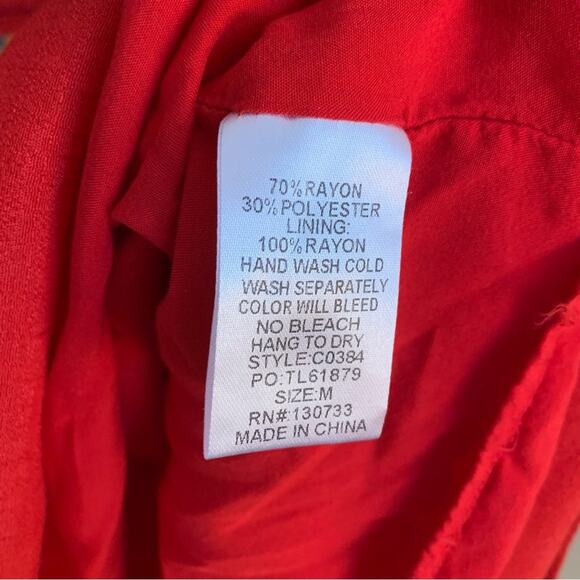 70%RAYON
30%POLYESTER
LINING:
100%RAYON
HAND WASH COLD
WASH SEPARATELY
COLOR WILL BLEED
NO BLEACH
HANG TO DRY
STYLE:C0384
PO:TL61879
SIZE:M
RN#:130733
MADE IN CHINA